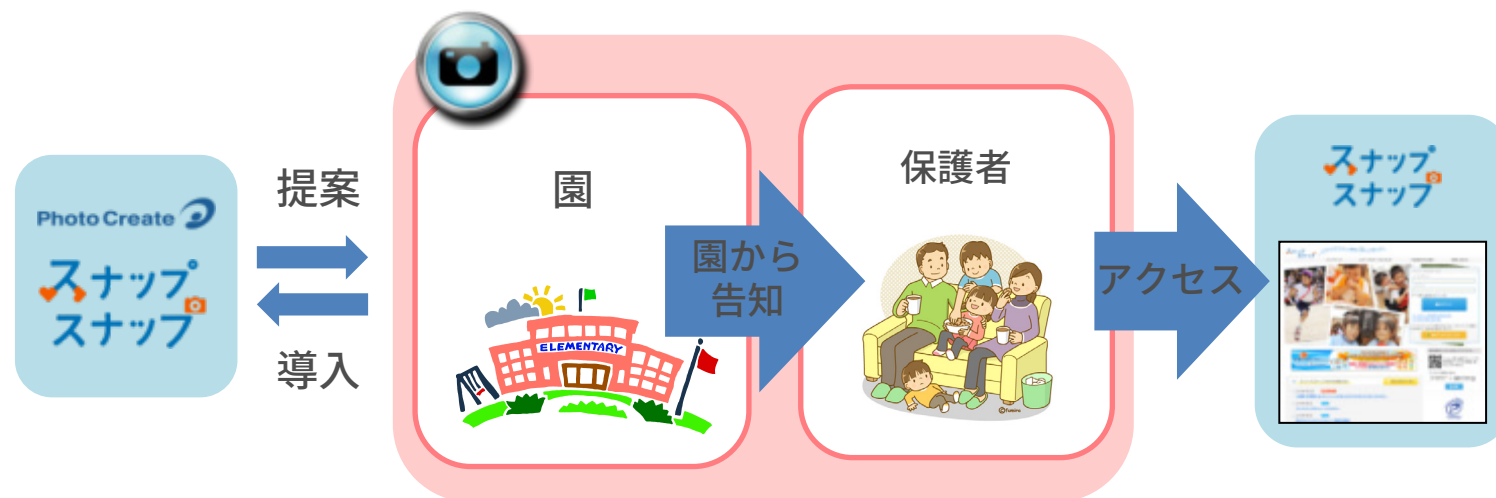 Photo Create
スナップ
スナップ
提案
導入
園
ELEMENTARY
園から
告知
保護者
©fumira
アクセス
スナップ
スナップ